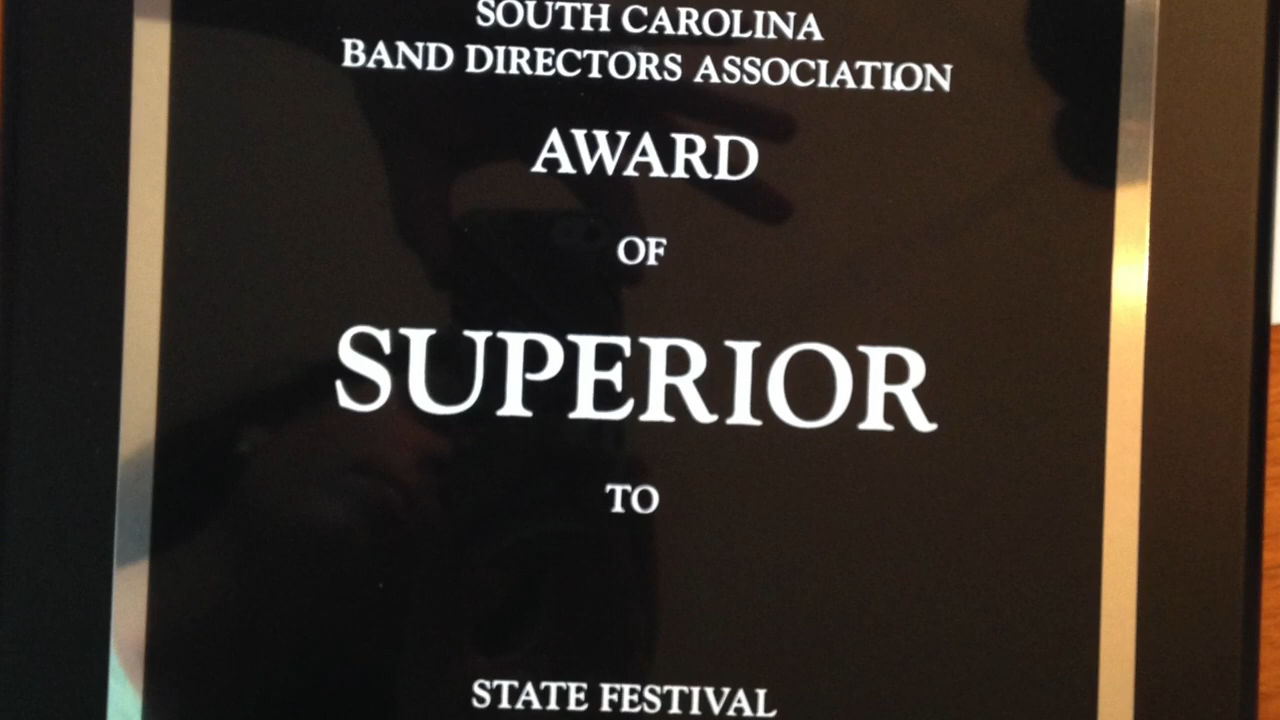 SOUTH CAROLINA
BAND DIRECTORS ASSOCIATION
AWARD
OF
SUPERIOR
TO
STATE FESTIVAL